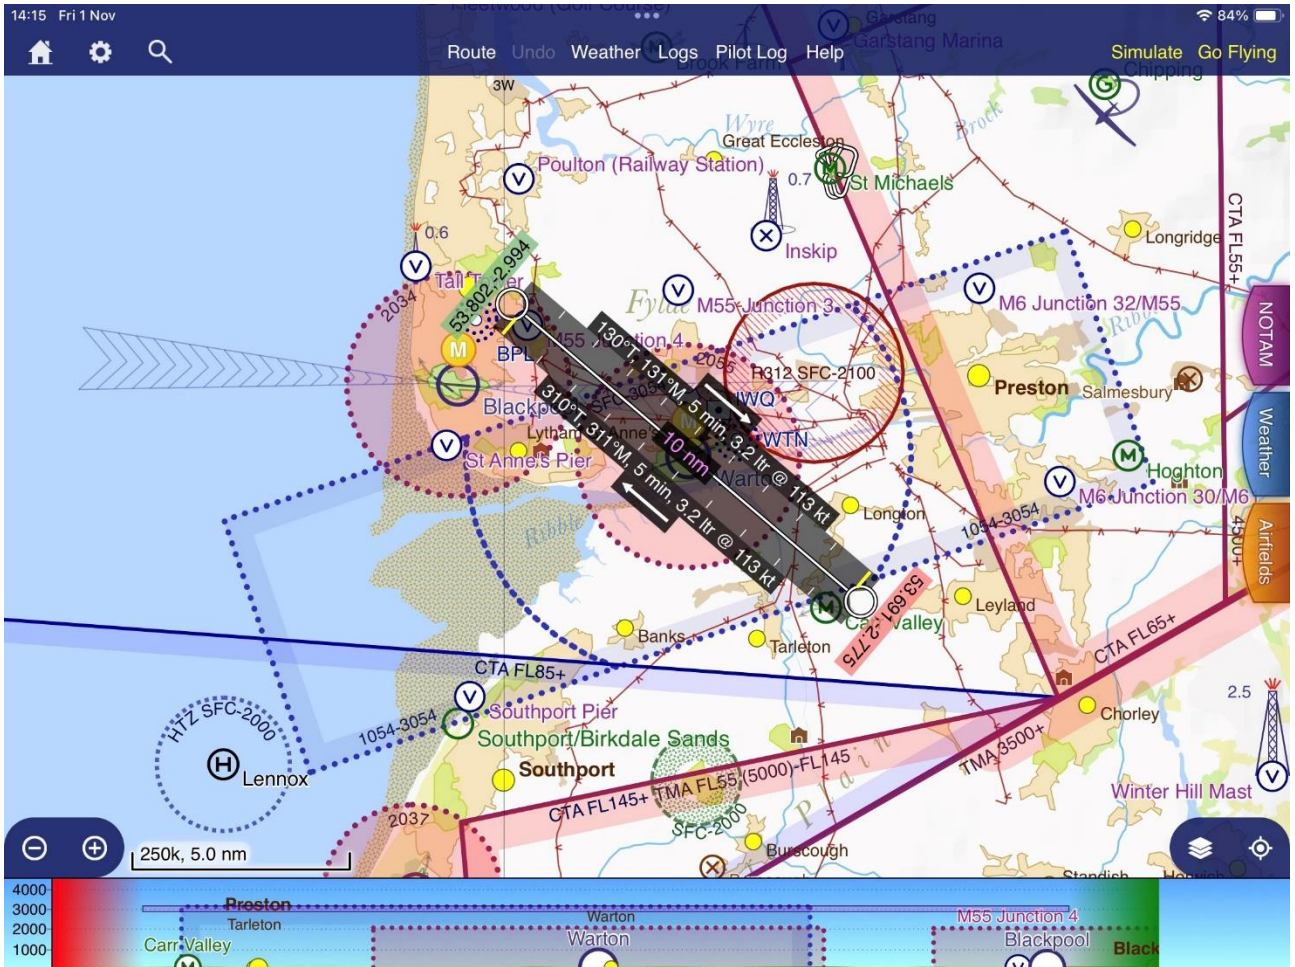 14:15 Fri 1 Nov
84%
Route Undo Weather Logs Pilot Log Help
Simulate Go Flying
Garstang
Garstang Marina
Chipping
3W
Wyre
Brock
Great Eccleston
Poulton (Railway Station)
0.7
St Michaels
CTA FL55+
0.6
Inskip
Longridge
53.802,-2.994
2034
Fylde
M55 Junction 3
M6 Junction 32/M55
NOTAM
BPL
M55 Junction 4
M
2055
R312 SFC-2100
130°T, 131°M, 5 min, 3.2 ltr @ 113 kt
Preston
Salmesbury
IWQ
WTN
10 nm
310°T, 311°M, 5 min, 3.2 ltr @ 113 kt
Lytham
St Anne's Pier
Weather
Hoghton
M6 Junction 30/M6
Ribble
Longton
1054-3054
4500+
Airfields
Leyland
53.691,-2.775
Banks
Tarleton
CTA FL85+
CTA FL65+
HTZ SFC-2000
Southport Pier
1054-3054
Southport/Birkdale Sands
Chorley
2.5
TMA 3500+
H
Lennox
Southport
CTA FL145+ TMA FL55 (5000)-FL145
Winter Hill Mast
SFC-2000
Plain
2037
Burscough
250k, 5.0 nm
Standish
4000
3000
2000
1000
Preston
Tarleton
Warton
M55 Junction 4
Carr Valley
Warton
Blackpool
Black